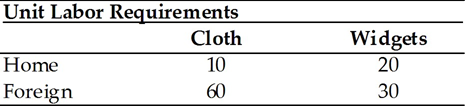 Unit Labor Requirements
Cloth Widgets
Home 10 20
Foreign 60 30